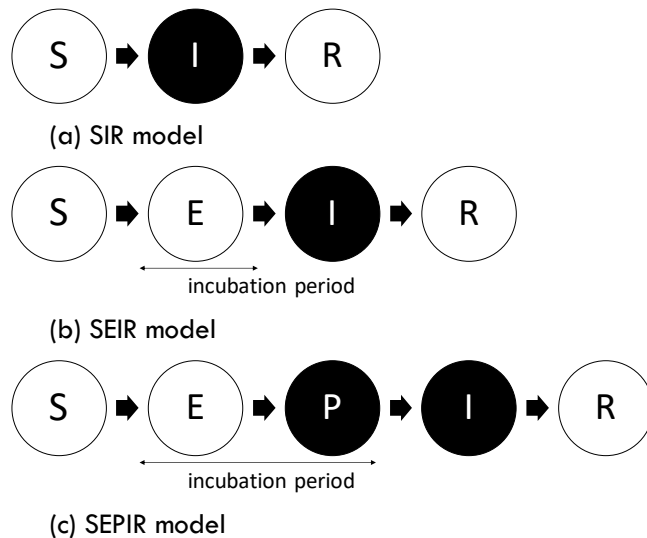 S I R
(a) SIR model
S E I R
incubation period
(b) SEIR model
S E P I R
incubation period
(c) SEPIR model